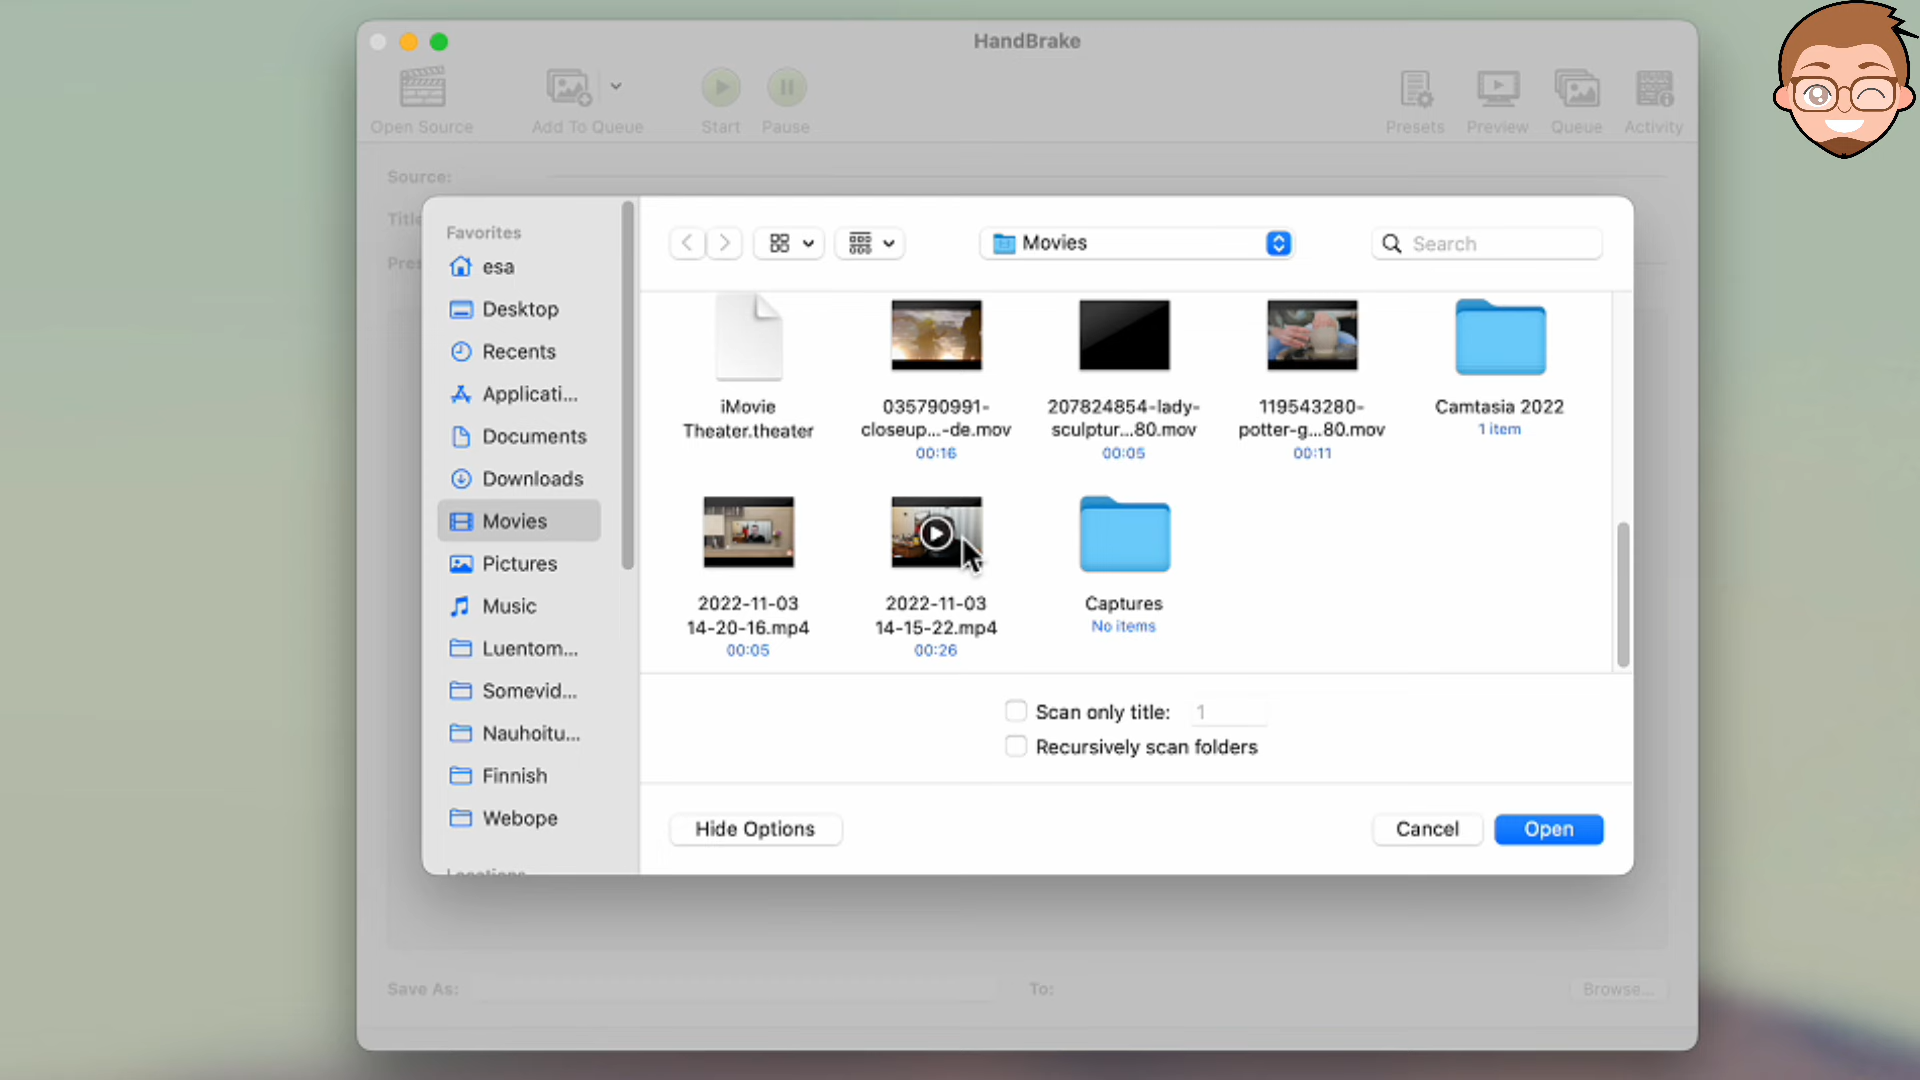 HandBrake
Open Source
Add To Queue
Start
Pause
Presets
Preview
Queue
Activity
Source:
Favorites
esa
Desktop
Recents
Applicati...
Documents
Downloads
Movies
Pictures
Music
Luentom...
Somevid...
Nauhoitu...
Finnish
Webope
Locations
Movies
Search
iMovie
Theater.theater
035790991-
closeup...-de.mov
00:16
207824854-lady-
sculptur...80.mov
00:05
119543280-
potter-g...80.mov
00:11
Camtasia 2022
1 item
2022-11-03
14-20-16.mp4
00:05
2022-11-03
14-15-22.mp4
00:26
Captures
No items
Scan only title: 1
Recursively scan folders
Hide Options
Cancel
Open
Save As:
To:
Browse...